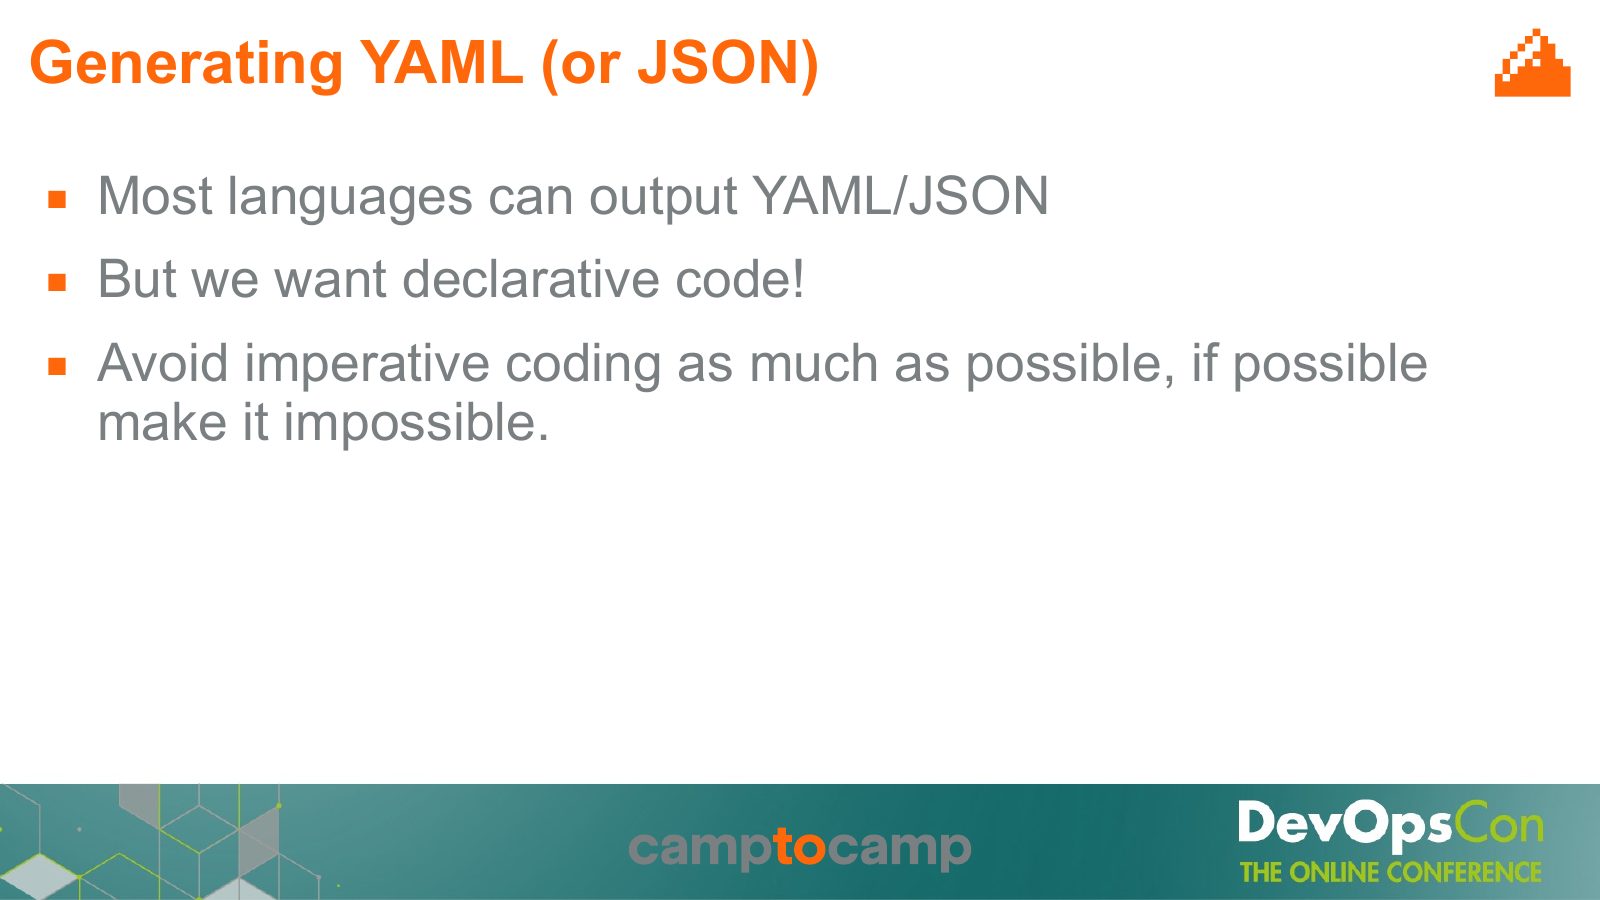 Generating YAML (or JSON)
Most languages can output YAML/JSON
But we want declarative code!
Avoid imperative coding as much as possible, if possible
make it impossible.
camptocamp
DevOpsCon
THE ONLINE CONFERENCE